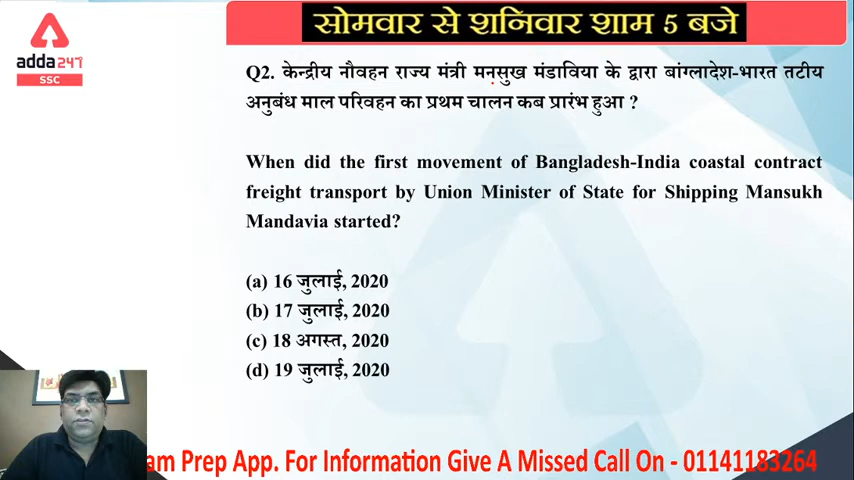 सोमवार से शनिवार शाम 5 बजे
adda247
SSC
Q2. केन्द्रीय नौवहन राज्य मंत्री मनसुख मंडाविया के द्वारा बांग्लादेश-भारत तटीय
अनुबंध माल परिवहन का प्रथम चालन कब प्रारंभ हुआ ?
When did the first movement of Bangladesh-India coastal contract
freight transport by Union Minister of State for Shipping Mansukh
Mandavia started?
(a) 16 जुलाई, 2020
(b) 17 जुलाई, 2020
(c) 18 अगस्त, 2020
(d) 19 जुलाई, 2020
am Prep App. For Information Give A Missed Call On - 01141183264